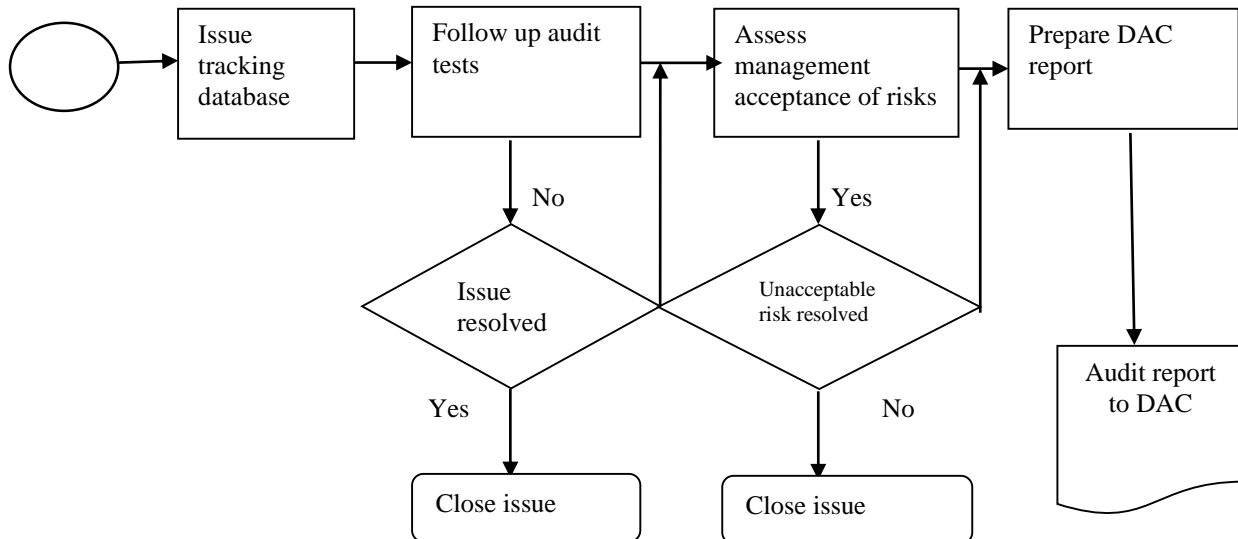 Issue
tracking
database
Follow up audit
tests
Assess
management
acceptance of risks
Prepare DAC
report
No
Yes
Issue
resolved
Unacceptable
risk resolved
Audit report
to DAC
Yes
No
Close issue
Close issue